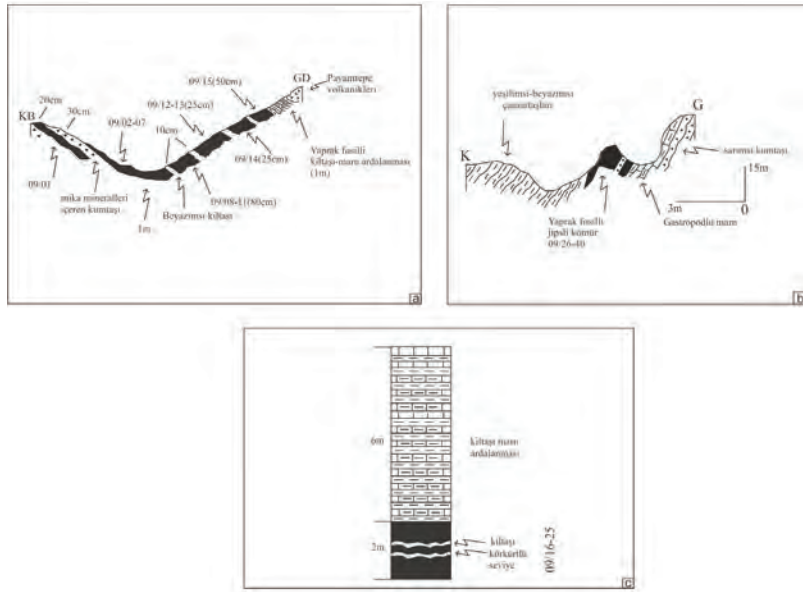 KB
20cm
30cm
09/02-07
09/12-13(25cm)
09/15(50cm)
GD
Payamtepe
volkanikleri
10cm
09/01
mika mineralleri
içeren kumtaşı
1m
Beyazımsı kiltaşı
09/08-11(80cm)
09/14(25cm)
Yaprak fosilli
kiltaşı-marn ardalanması
(1m)
a
yeşilimsi-beyazımsı
çamurtaşları
K
G
sarımsı kumtaşı
15m
3m
0
Yaprak fosilli
jipsli kömür
09/26-40
Gastropodlu marn
b
6m
kiltaşı marn
ardalanması
2m
kiltaşı
kükürtlü
seviye
09/16-25
c